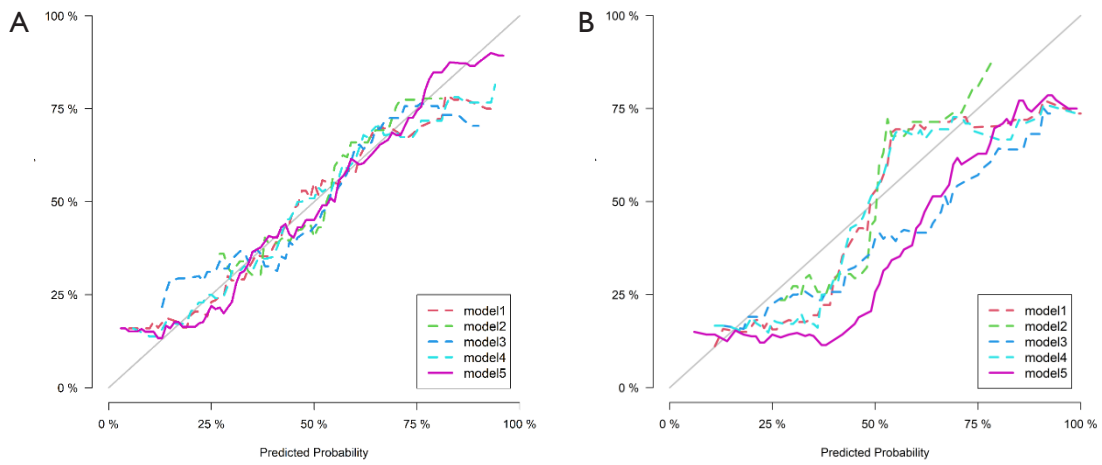 A
100 %
75 %
50 %
25 %
0 %
model1
model2
model3
model4
model5
0 %
25 %
50 %
75 %
100 %
Predicted Probability
B
100 %
75 %
50 %
25 %
0 %
model1
model2
model3
model4
model5
0 %
25 %
50 %
75 %
100 %
Predicted Probability